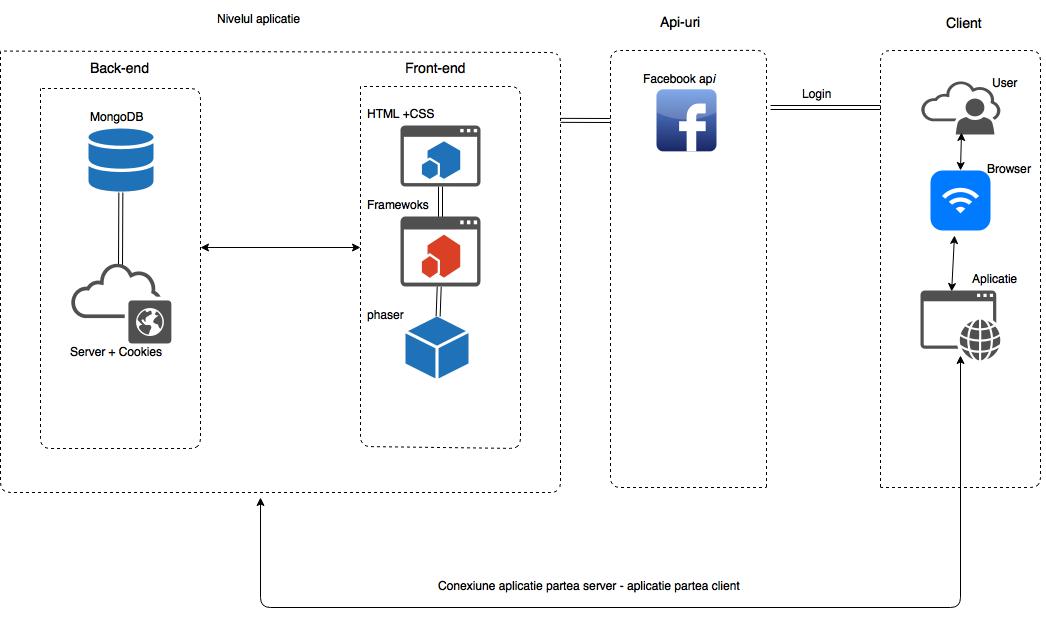 Nivelul aplicatie
Api-uri
Client
Back-end
Front-end
Facebook api
User
MongoDB
HTML +CSS
Login
Browser
Framewoks
Aplicatie
phaser
Server + Cookies
Conexiune aplicatie partea server - aplicatie partea client